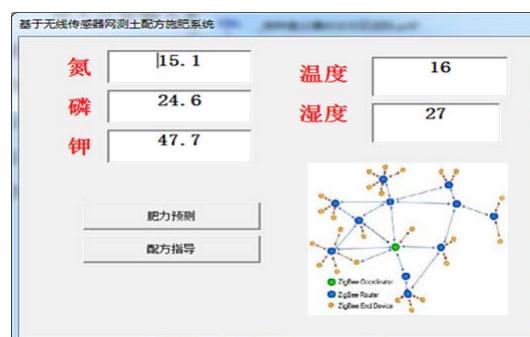 基于无线传感器网测土配方施肥系统
氮 15.1
温度 16
磷 24.6
湿度 27
钾 47.7
肥力预测
配方指导
ZigBee Coordinator
ZigBee Router
ZigBee End Device